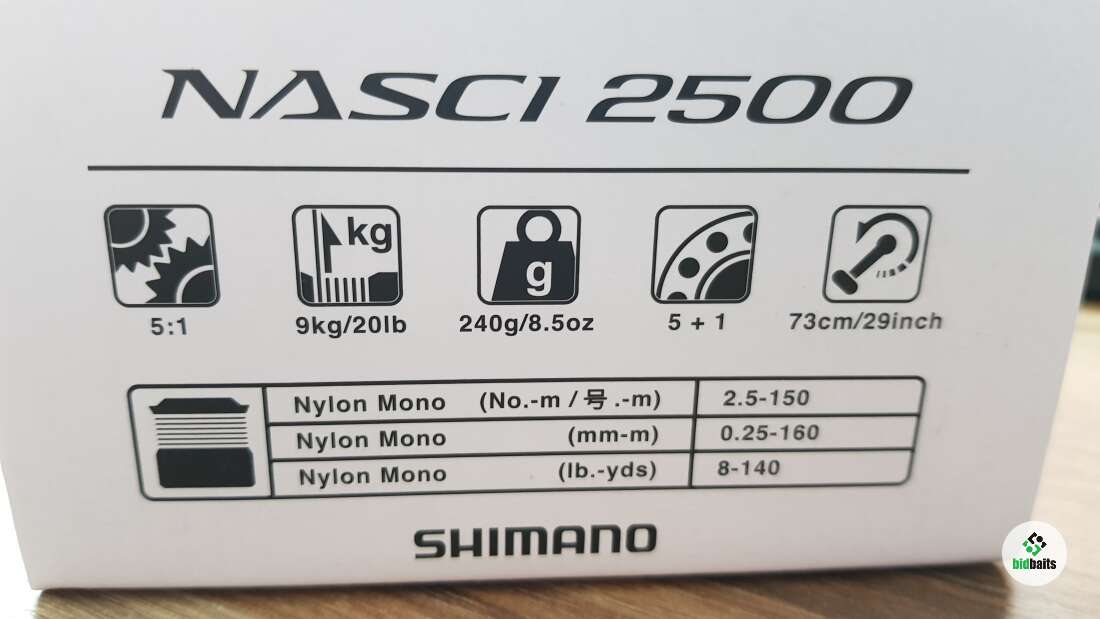 NASCI 2500
kg
g
5:1
9kg/20lb
240g/8.5oz
5 + 1
73cm/29inch
Nylon Mono (No.-m / 号 .-m) 2.5-150
Nylon Mono (mm-m) 0.25-160
Nylon Mono (lb.-yds) 8-140
SHIMANO
bidbaits